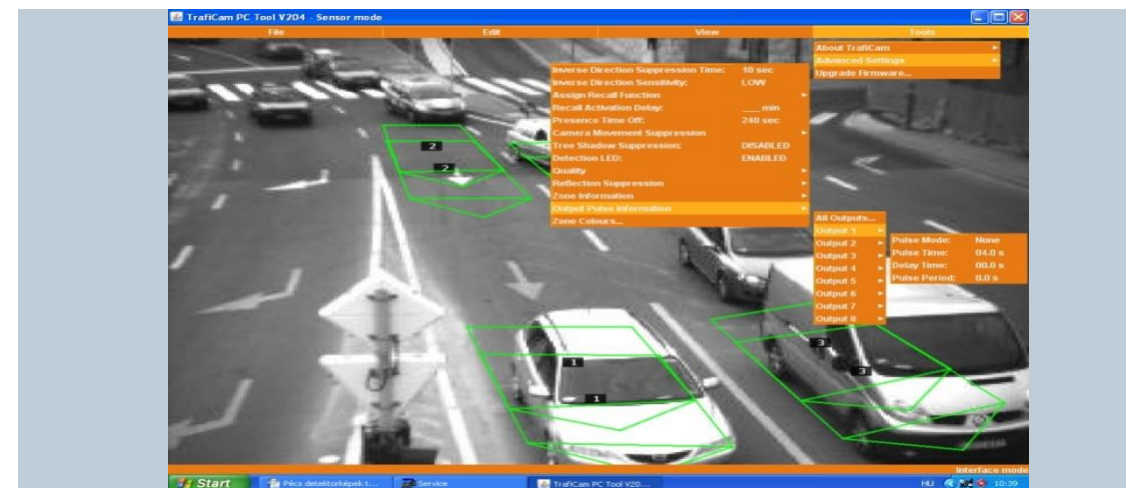 TrafiCam PC Tool V204 - Sensor mode
File Edit View Tools
About TrafiCam
Advanced Settings
Upgrade Firmware...
Inverse Direction Suppression Time: 10 sec
Inverse Direction Sensitivity: LOW
Assign Recall Function
Recall Activation Delay: __ min
Presence Time Off: 240 sec
Camera Movement Suppression
Tree Shadow Suppression: DISABLED
Detection LED: ENABLED
Quality
Reflection Suppression
Zone Information
Output Pulse Information
Zone Colours...
All Outputs...
Output 1
Output 2
Output 3
Output 4
Output 5
Output 6
Output 7
Output 8
Pulse Mode: None
Pulse Time: 04.0 s
Delay Time: 00.0 s
Pulse Period: 0.0 s
2
2
1
1
3
3
Interface mode
Start Pécs detektorképek t... Service TrafiCam PC Tool V20... HU 10:39